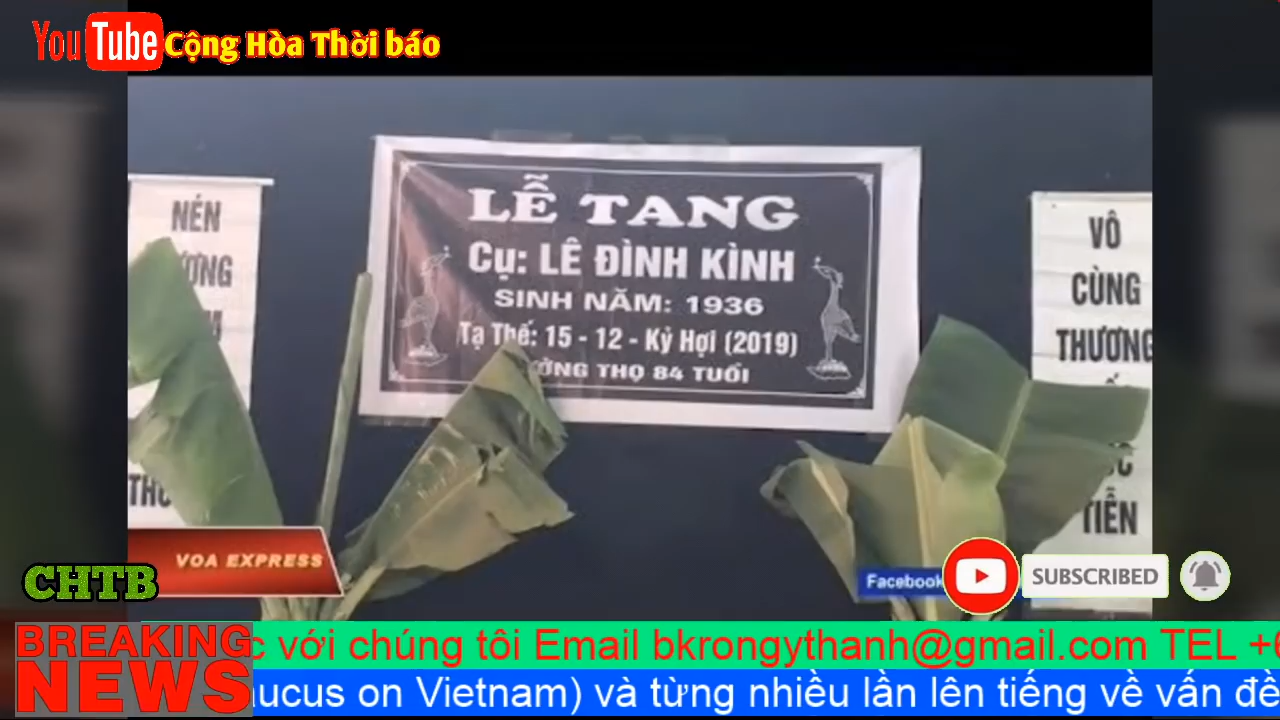 YouTube Cộng Hòa Thời báo
LỄ TANG
Cụ: LÊ ĐÌNH KÌNH
SINH NĂM: 1936
Tạ Thế: 15 - 12 - Kỷ Hợi (2019)
THỌ 84 TUỔI
NÉN
VÔ
CÙNG
THƯƠNG
TIỄN
VOA EXPRESS
CHTB
Facebook
SUBSCRIBED
BREAKING
NEWS
với chúng tôi Email bkrongythanh@gmail.com TEL
on Vietnam) và từng nhiều lần lên tiếng về vấn đề